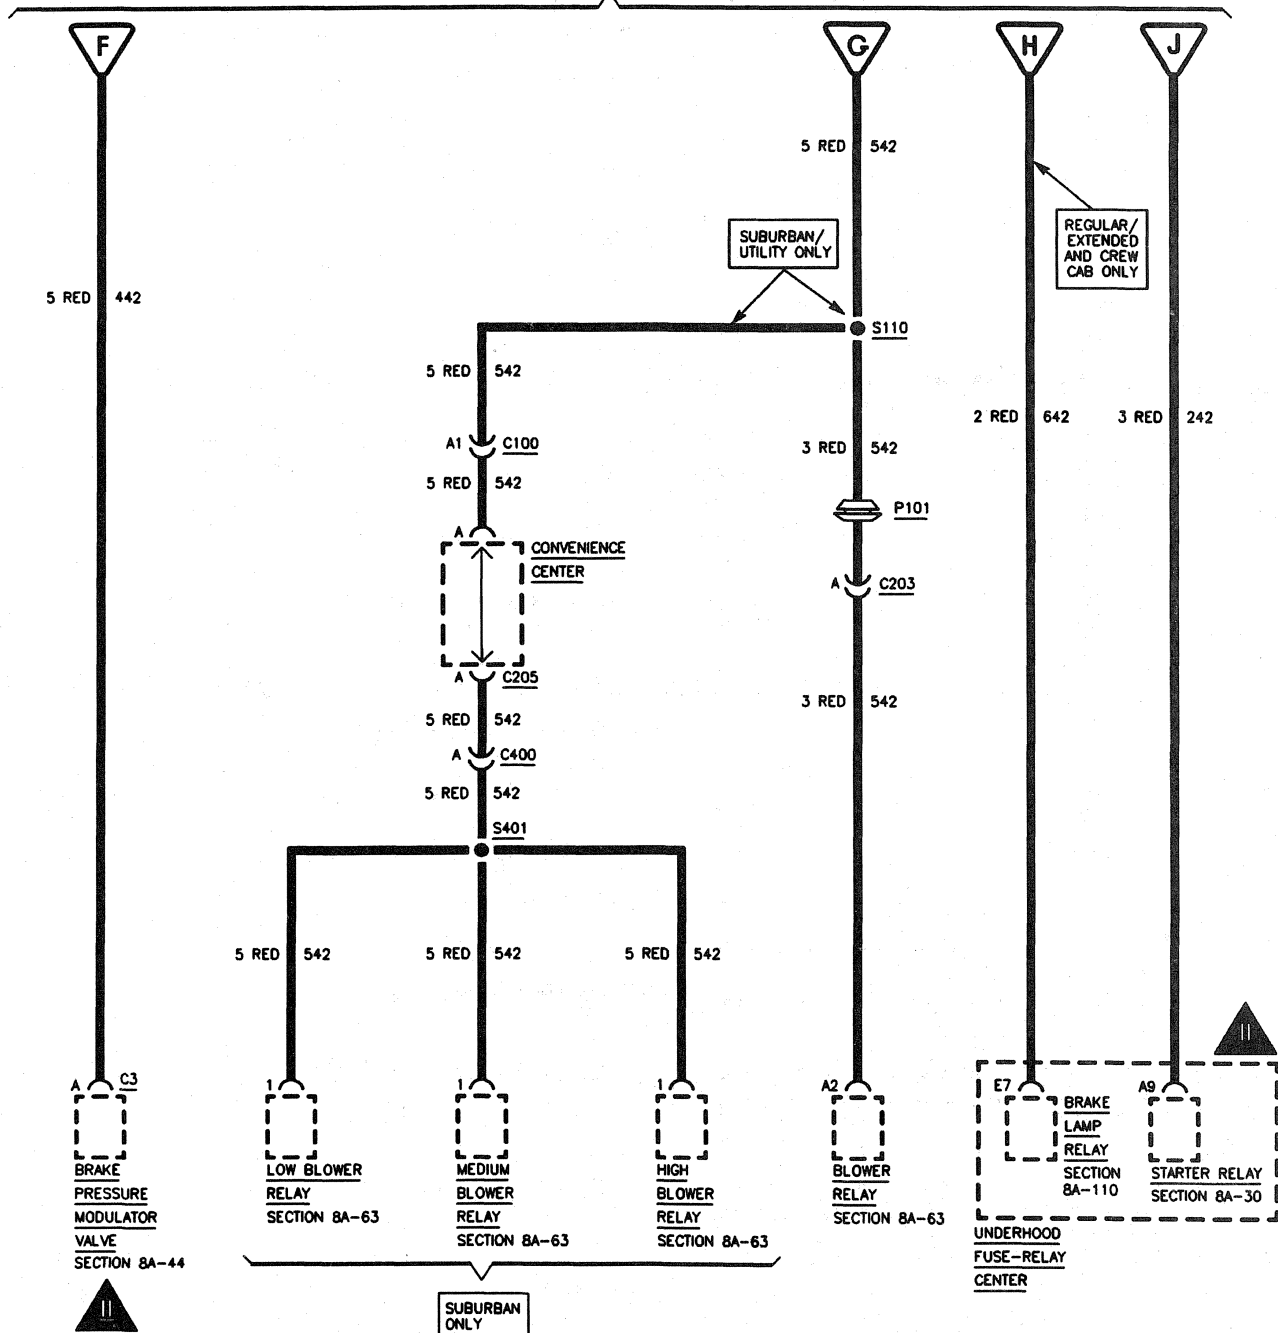 F
G
H
J
5 RED 542
SUBURBAN/
UTILITY ONLY
REGULAR/
EXTENDED
AND CREW
CAB ONLY
5 RED 442
S110
5 RED 542
2 RED 642
3 RED 242
A1 C100
3 RED 542
5 RED 542
P101
A
CONVENIENCE
CENTER
A C203
A C205
3 RED 542
5 RED 542
A C400
5 RED 542
S401
5 RED 542
5 RED 542
5 RED 542
II
A C3
1
1
1
A2
E7
A9
BRAKE
PRESSURE
MODULATOR
VALVE
SECTION 8A-44
LOW BLOWER
RELAY
SECTION 8A-63
MEDIUM
BLOWER
RELAY
SECTION 8A-63
HIGH
BLOWER
RELAY
SECTION 8A-63
BLOWER
RELAY
SECTION 8A-63
BRAKE
LAMP
RELAY
SECTION
8A-110
STARTER RELAY
SECTION 8A-30
UNDERHOOD
FUSE-RELAY
CENTER
II
SUBURBAN
ONLY